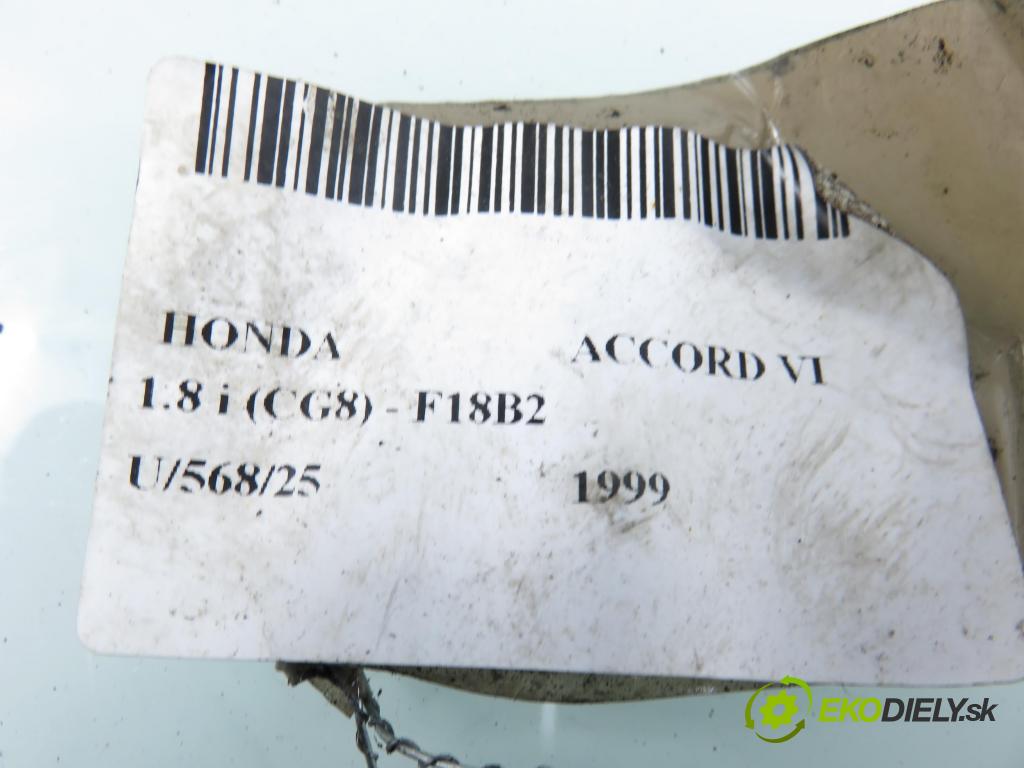 HONDA ACCORD VI
1.8 i (CG8) - F18B2
U/568/25 1999
EKODIELY.sk